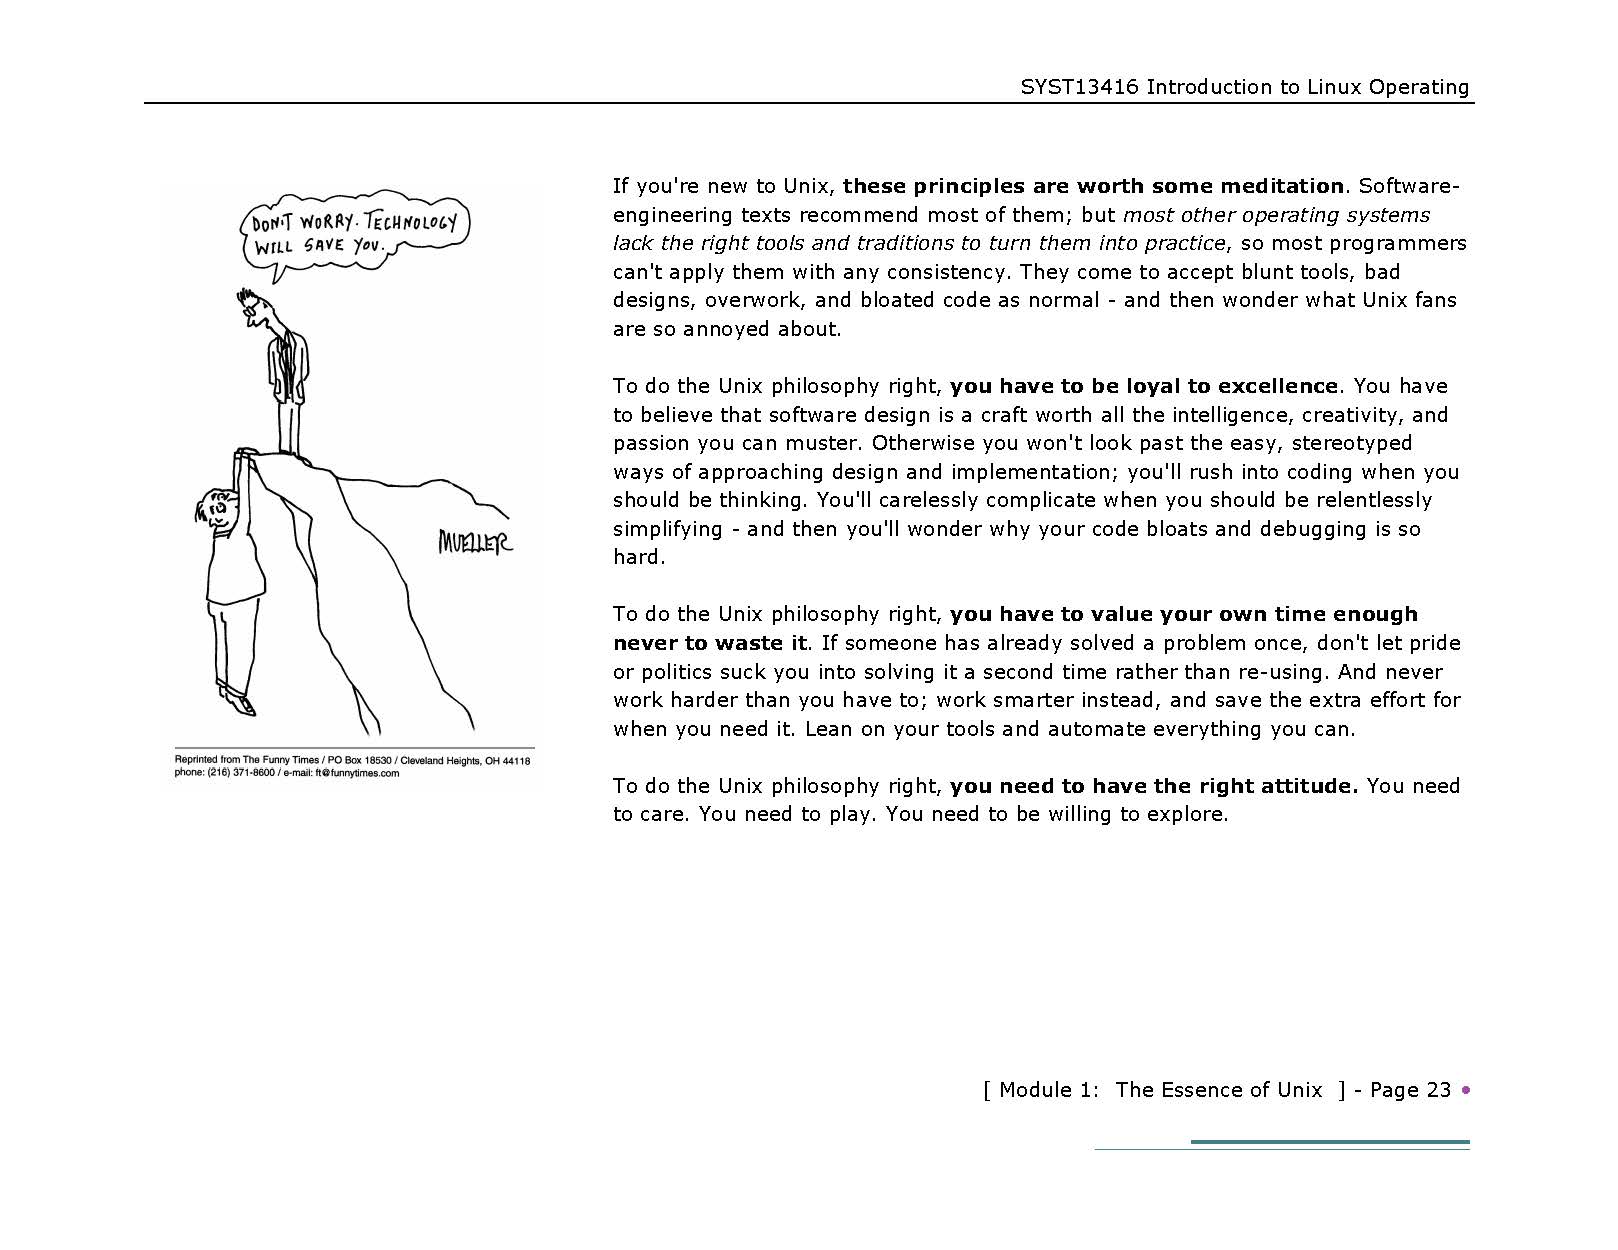 SYST13416 Introduction to Linux Operating
DON'T WORRY. TECHNOLOGY
WILL SAVE YOU.
MUELLER
Reprinted from The Funny Times / PO Box 18530 / Cleveland Heights, OH 44118
phone: (216) 371-8600 / e-mail: ft@funnytimes.com
If you're new to Unix, these principles are worth some meditation. Software-
engineering texts recommend most of them; but most other operating systems
lack the right tools and traditions to turn them into practice, so most programmers
can't apply them with any consistency. They come to accept blunt tools, bad
designs, overwork, and bloated code as normal - and then wonder what Unix fans
are so annoyed about.
To do the Unix philosophy right, you have to be loyal to excellence. You have
to believe that software design is a craft worth all the intelligence, creativity, and
passion you can muster. Otherwise you won't look past the easy, stereotyped
ways of approaching design and implementation; you'll rush into coding when you
should be thinking. You'll carelessly complicate when you should be relentlessly
simplifying - and then you'll wonder why your code bloats and debugging is so
hard.
To do the Unix philosophy right, you have to value your own time enough
never to waste it. If someone has already solved a problem once, don't let pride
or politics suck you into solving it a second time rather than re-using. And never
work harder than you have to; work smarter instead, and save the extra effort for
when you need it. Lean on your tools and automate everything you can.
To do the Unix philosophy right, you need to have the right attitude. You need
to care. You need to play. You need to be willing to explore.
[ Module 1: The Essence of Unix ] - Page 23 •